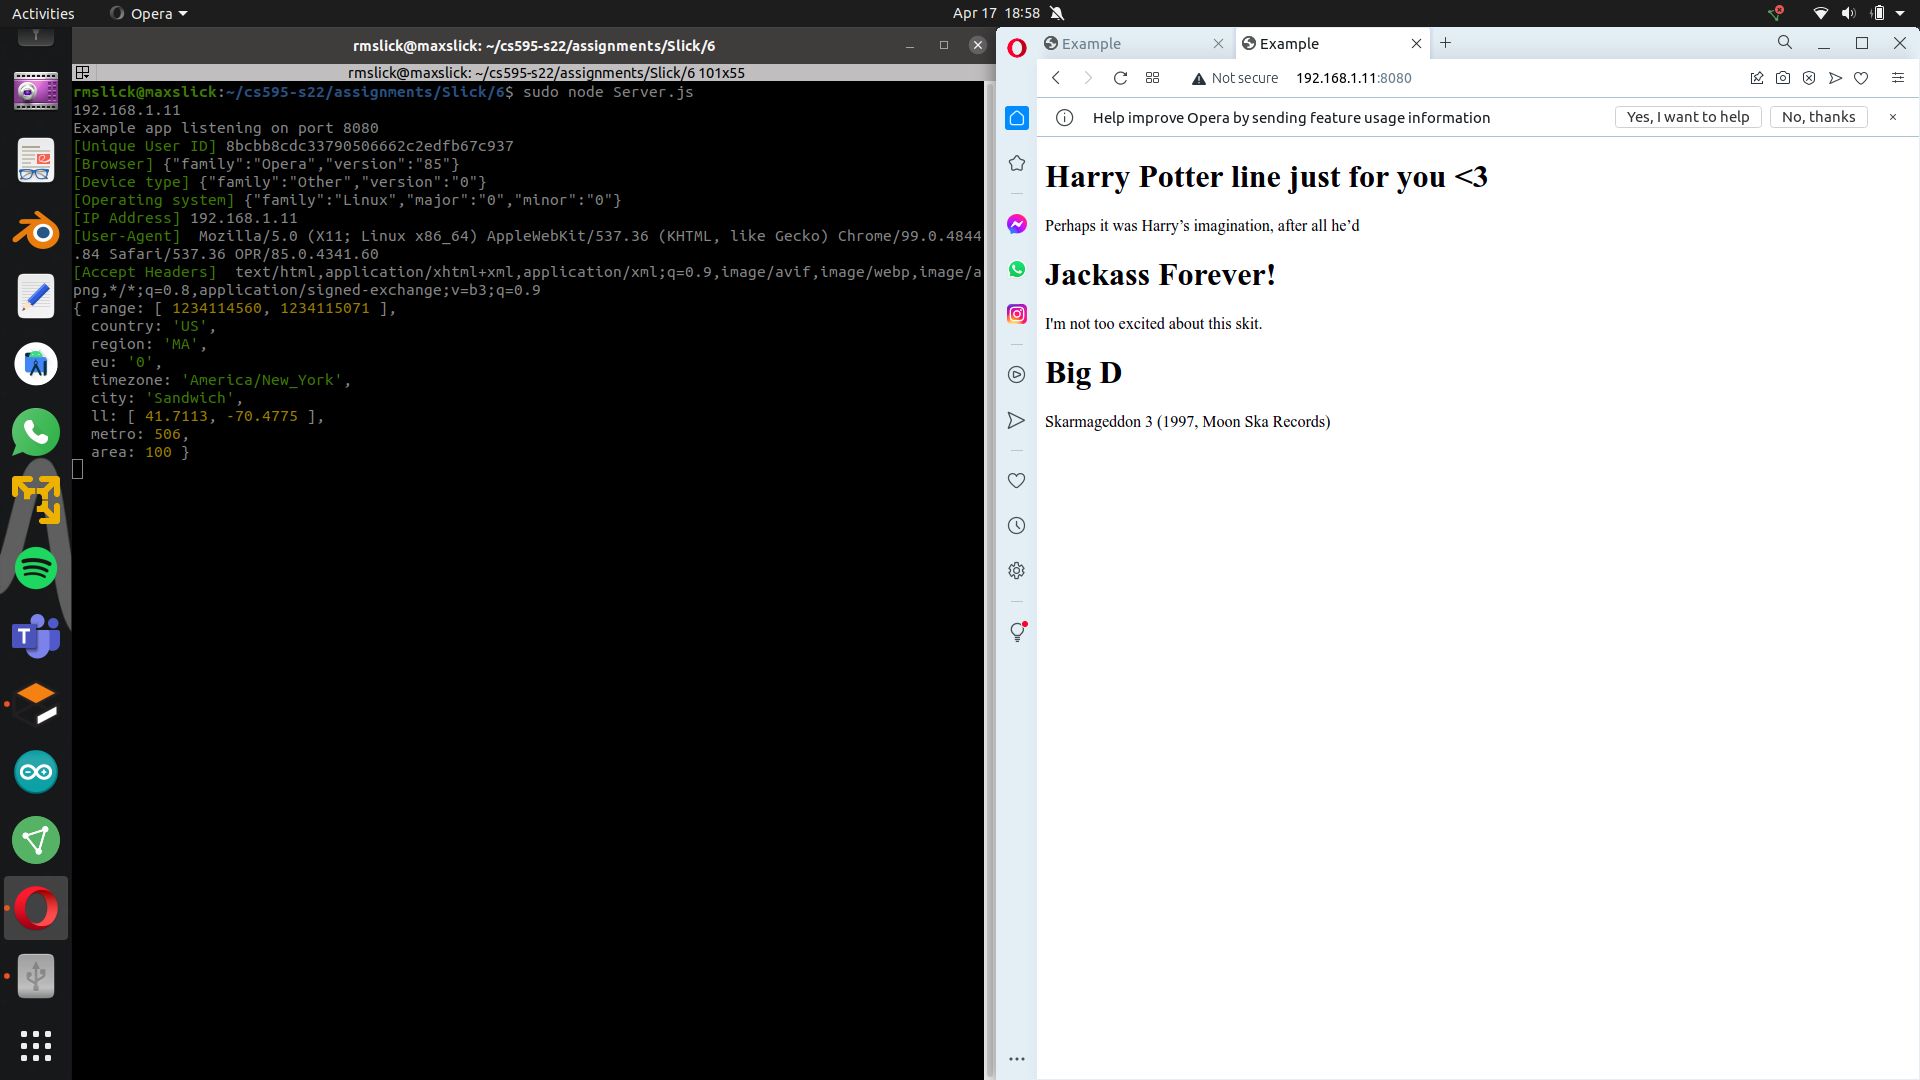 Activities
Opera
Apr 17 18:58
rmslick@maxslick: ~/cs595-s22/assignments/Slick/6
rmslick@maxslick: ~/cs595-s22/assignments/Slick/6 101x55
rmslick@maxslick:~/cs595-s22/assignments/Slick/6$ sudo node Server.js
192.168.1.11
Example app listening on port 8080
[Unique User ID] 8bcbb8cdc33790506662c2edfb67c937
[Browser] {"family":"Opera","version":"85"}
[Device type] {"family":"Other","version":"0"}
[Operating system] {"family":"Linux","major":"0","minor":"0"}
[IP Address] 192.168.1.11
[User-Agent]  Mozilla/5.0 (X11; Linux x86_64) AppleWebKit/537.36 (KHTML, like Gecko) Chrome/99.0.4844
.84 Safari/537.36 OPR/85.0.4341.60
[Accept Headers]  text/html,application/xhtml+xml,application/xml;q=0.9,image/avif,image/webp,image/a
png,*/*;q=0.8,application/signed-exchange;v=b3;q=0.9
{ range: [ 1234114560, 1234115071 ],
  country: 'US',
  region: 'MA',
  eu: '0',
  timezone: 'America/New_York',
  city: 'Sandwich',
  ll: [ 41.7113, -70.4775 ],
  metro: 506,
  area: 100 }
Example
Example
Not secure 192.168.1.11:8080
Help improve Opera by sending feature usage information
Yes, I want to help
No, thanks
Harry Potter line just for you <3
Perhaps it was Harry’s imagination, after all he’d
Jackass Forever!
I'm not too excited about this skit.
Big D
Skarmageddon 3 (1997, Moon Ska Records)
T